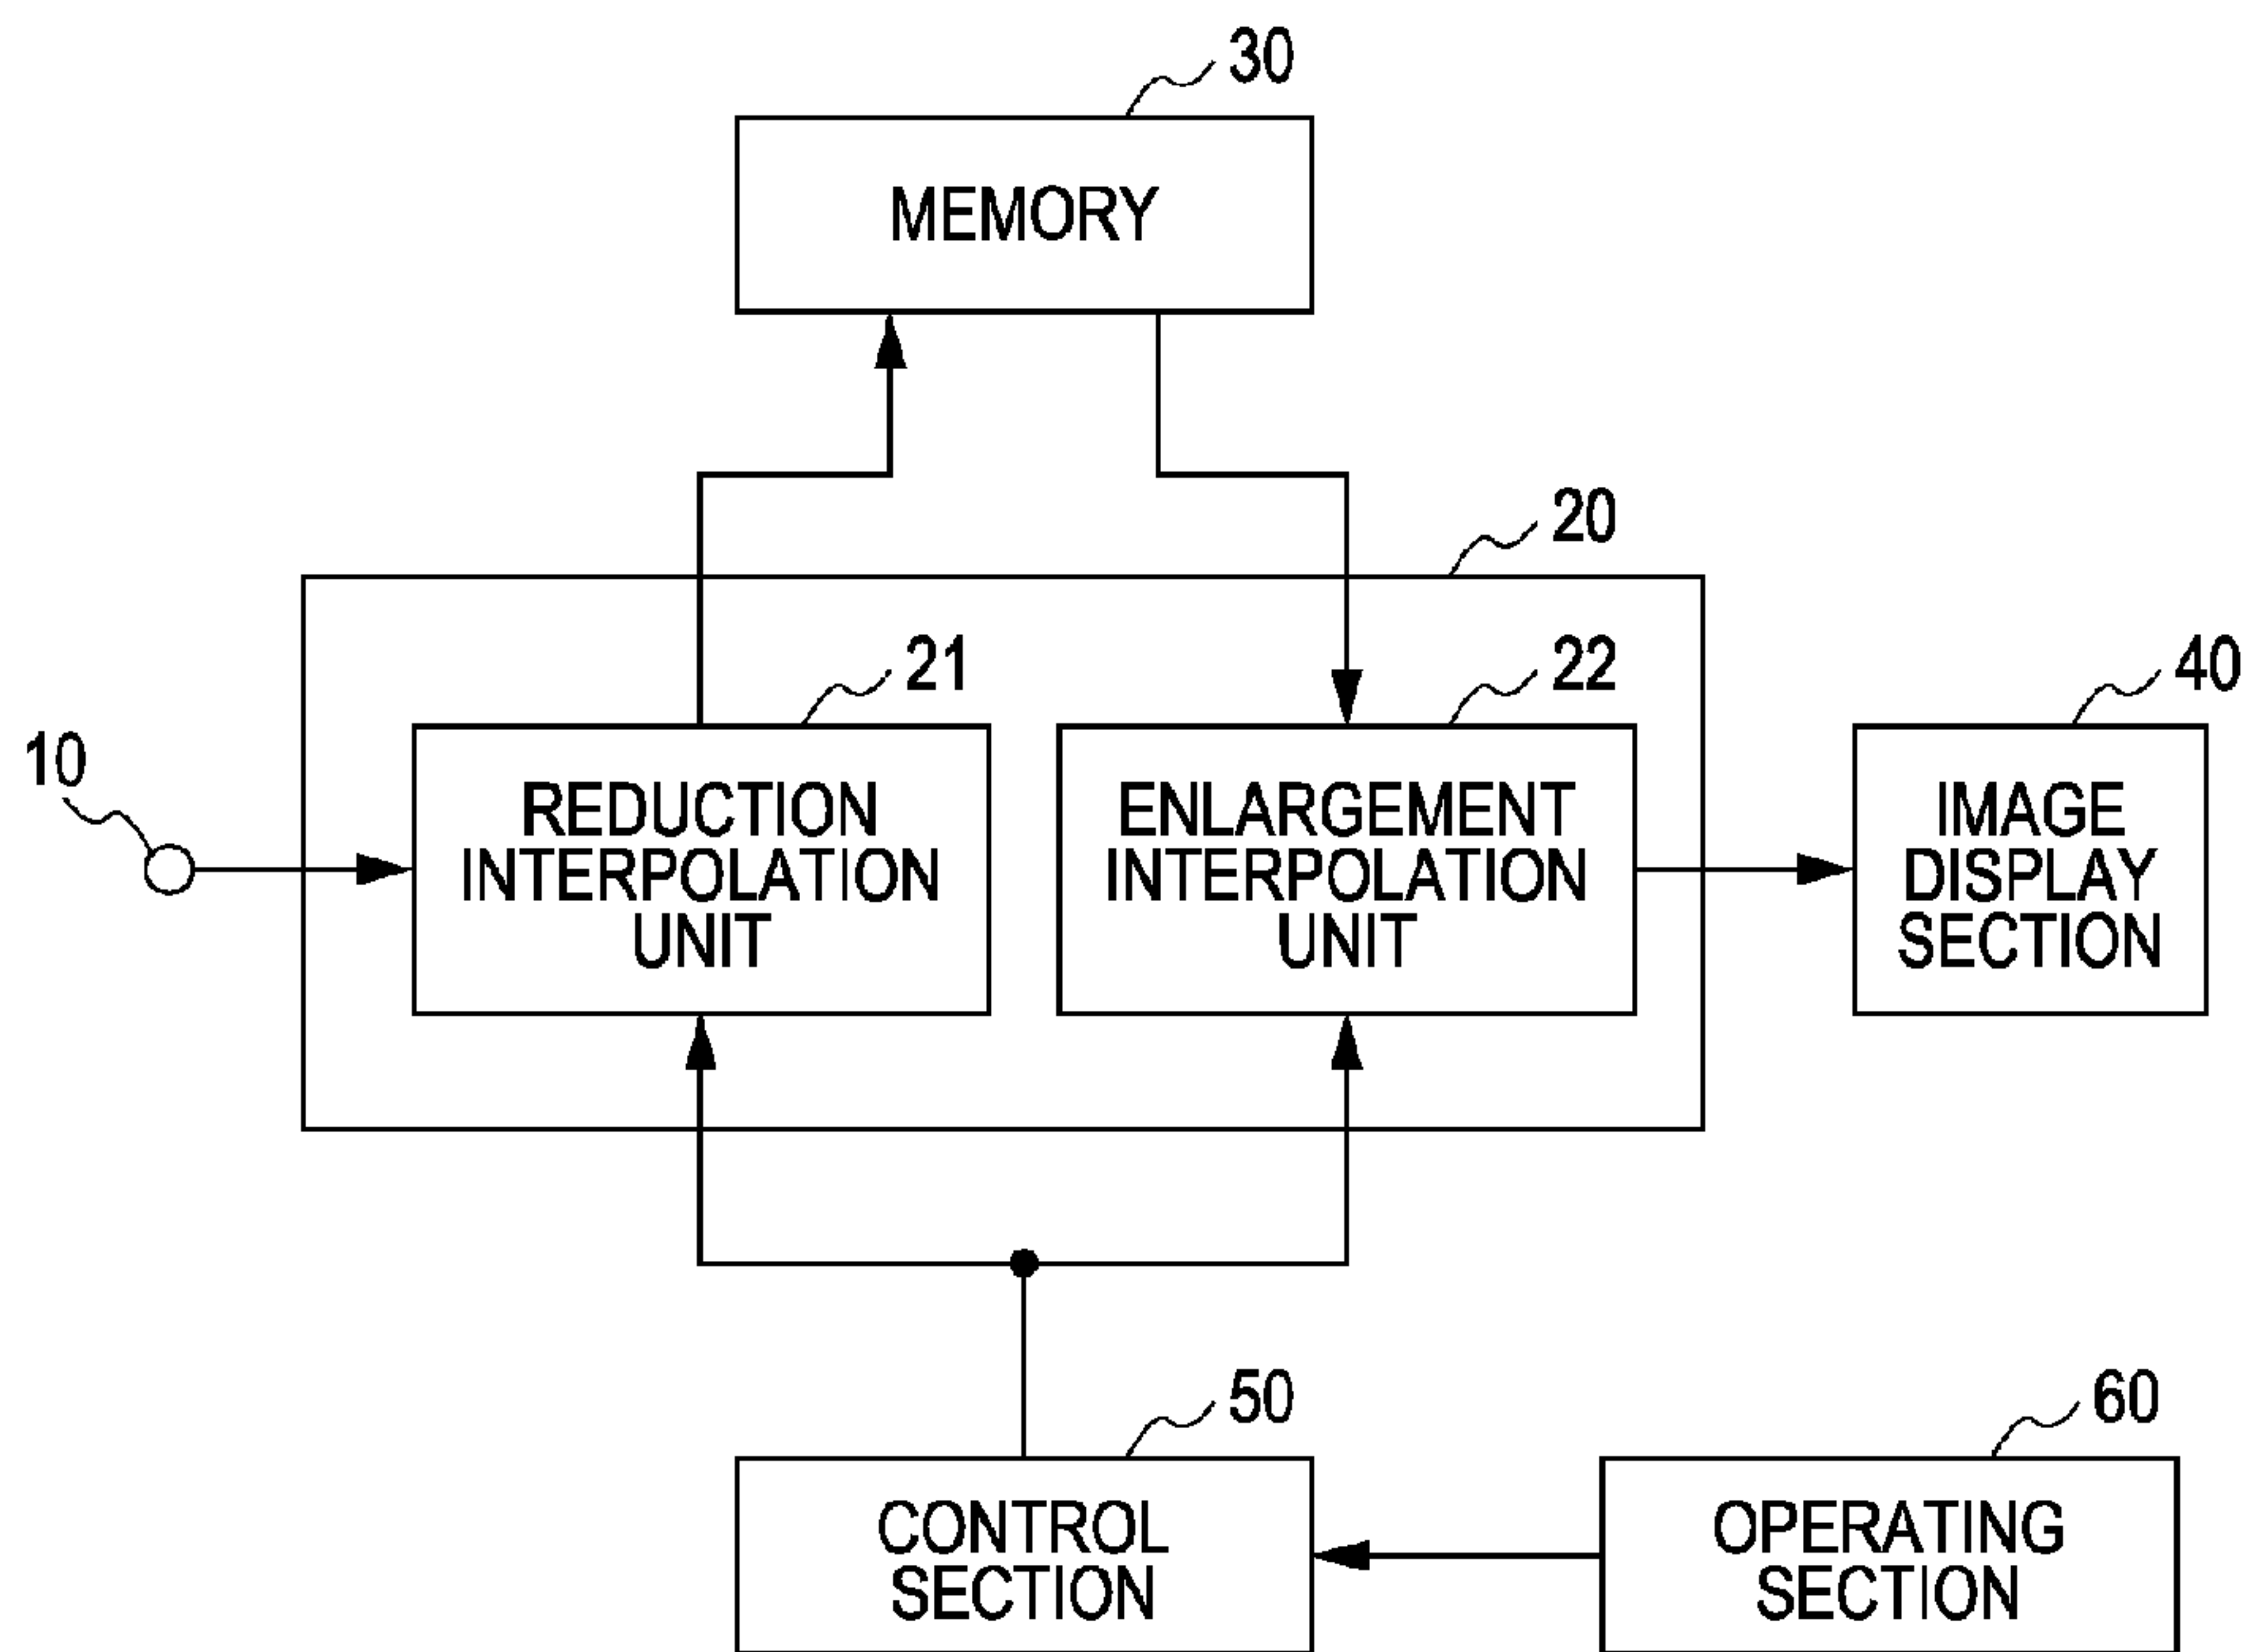 30
MEMORY
20
21
22
40
10
REDUCTION
INTERPOLATION
UNIT
ENLARGEMENT
INTERPOLATION
UNIT
IMAGE
DISPLAY
SECTION
50
60
CONTROL
SECTION
OPERATING
SECTION